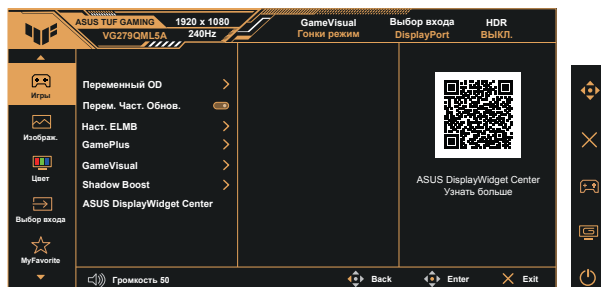 ASUS TUF GAMING 1920 x 1080
VG279QML5A 240Hz
GameVisual
Гонки режим
Выбор входа
DisplayPort
HDR
ВЫКЛ.
Игры
Изображ.
Цвет
Выбор входа
MyFavorite
Переменный OD
Перем. Част. Обнов.
Наст. ELMB
GamePlus
GameVisual
Shadow Boost
ASUS DisplayWidget Center
ASUS DisplayWidget Center
Узнать больше
Громкость 50
Back
Enter
Exit